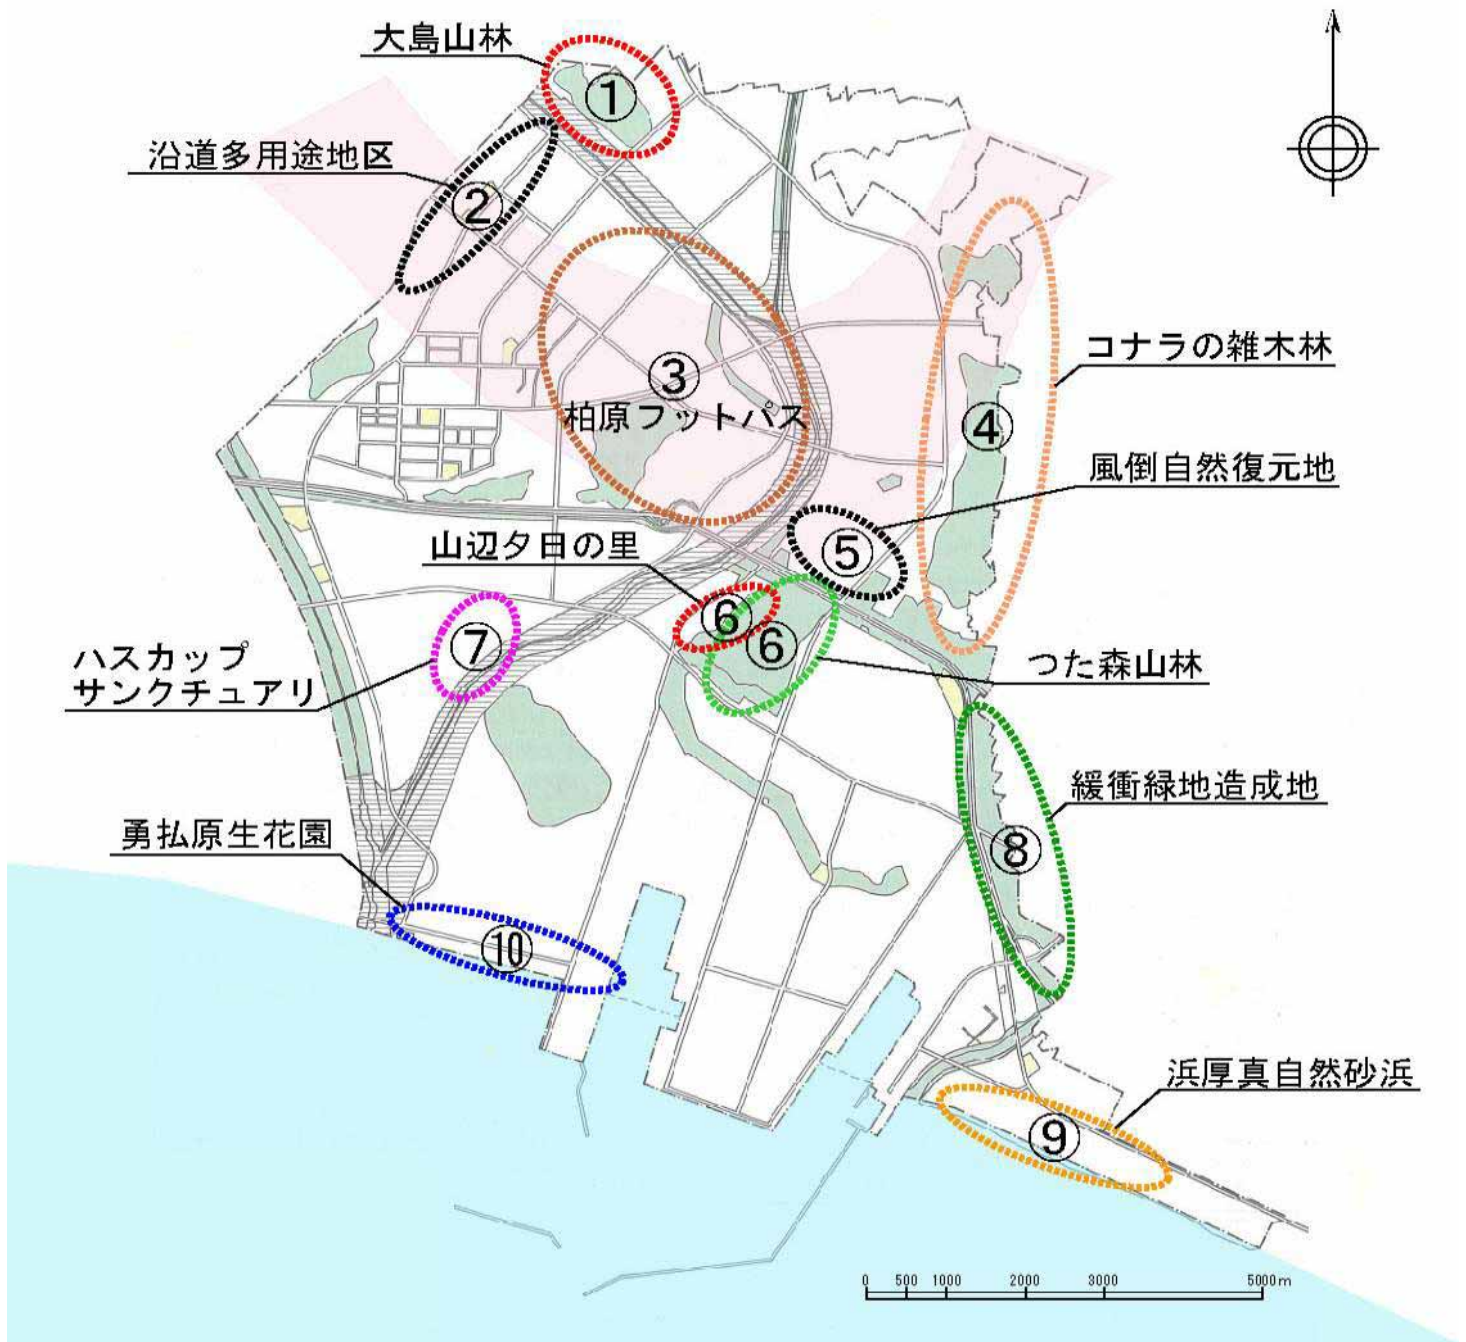 大島山林
①
沿道多用途地区
②
③
柏原フットパス
コナラの雑木林
④
風倒自然復元地
⑤
山辺夕日の里
⑥
⑥
つた森山林
⑦
ハスカップ
サンクチュアリ
緩衝緑地造成地
⑧
勇払原生花園
⑩
浜厚真自然砂浜
⑨
0 500 1000 2000 3000 5000m